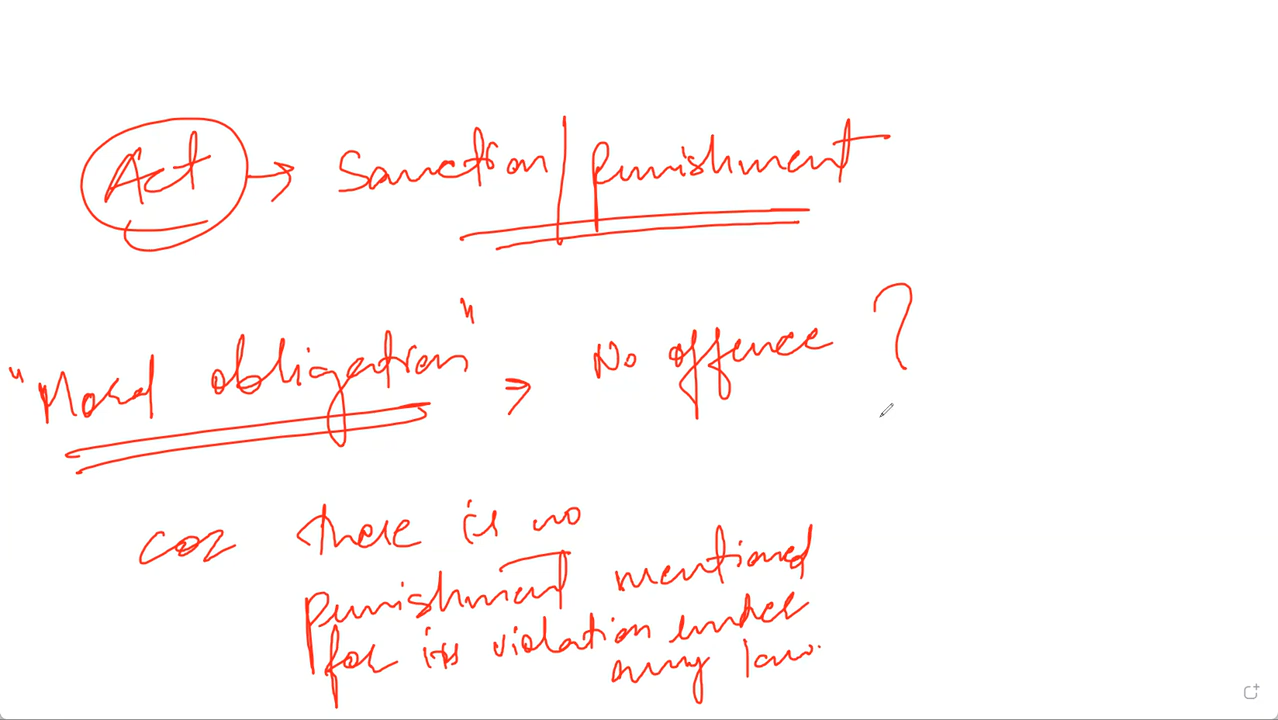 Act → Sanction / Punishment
"Moral obligation" → No offence ?
coz there is no
punishment mentioned
for its violation under
any law.